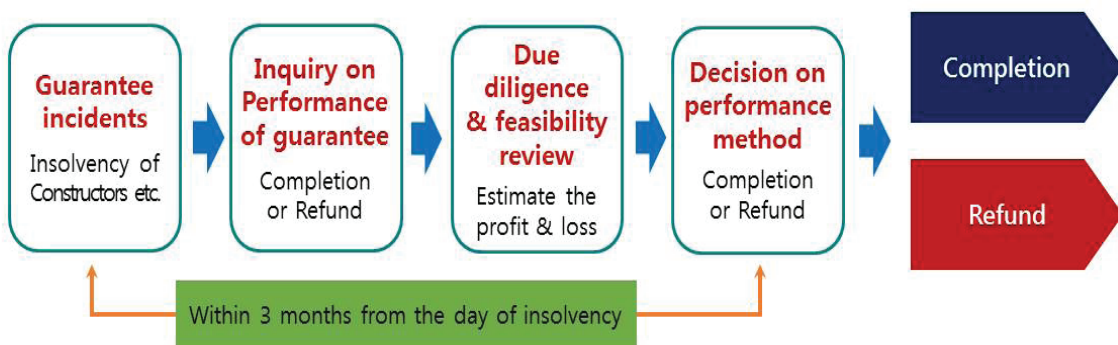 Guarantee
incidents
Insolvency of
Constructors etc.
Inquiry on
Performance
of guarantee
Completion
or Refund
Due
diligence
& feasibility
review
Estimate the
profit & loss
Decision on
performance
method
Completion
or Refund
Completion
Refund
Within 3 months from the day of insolvency